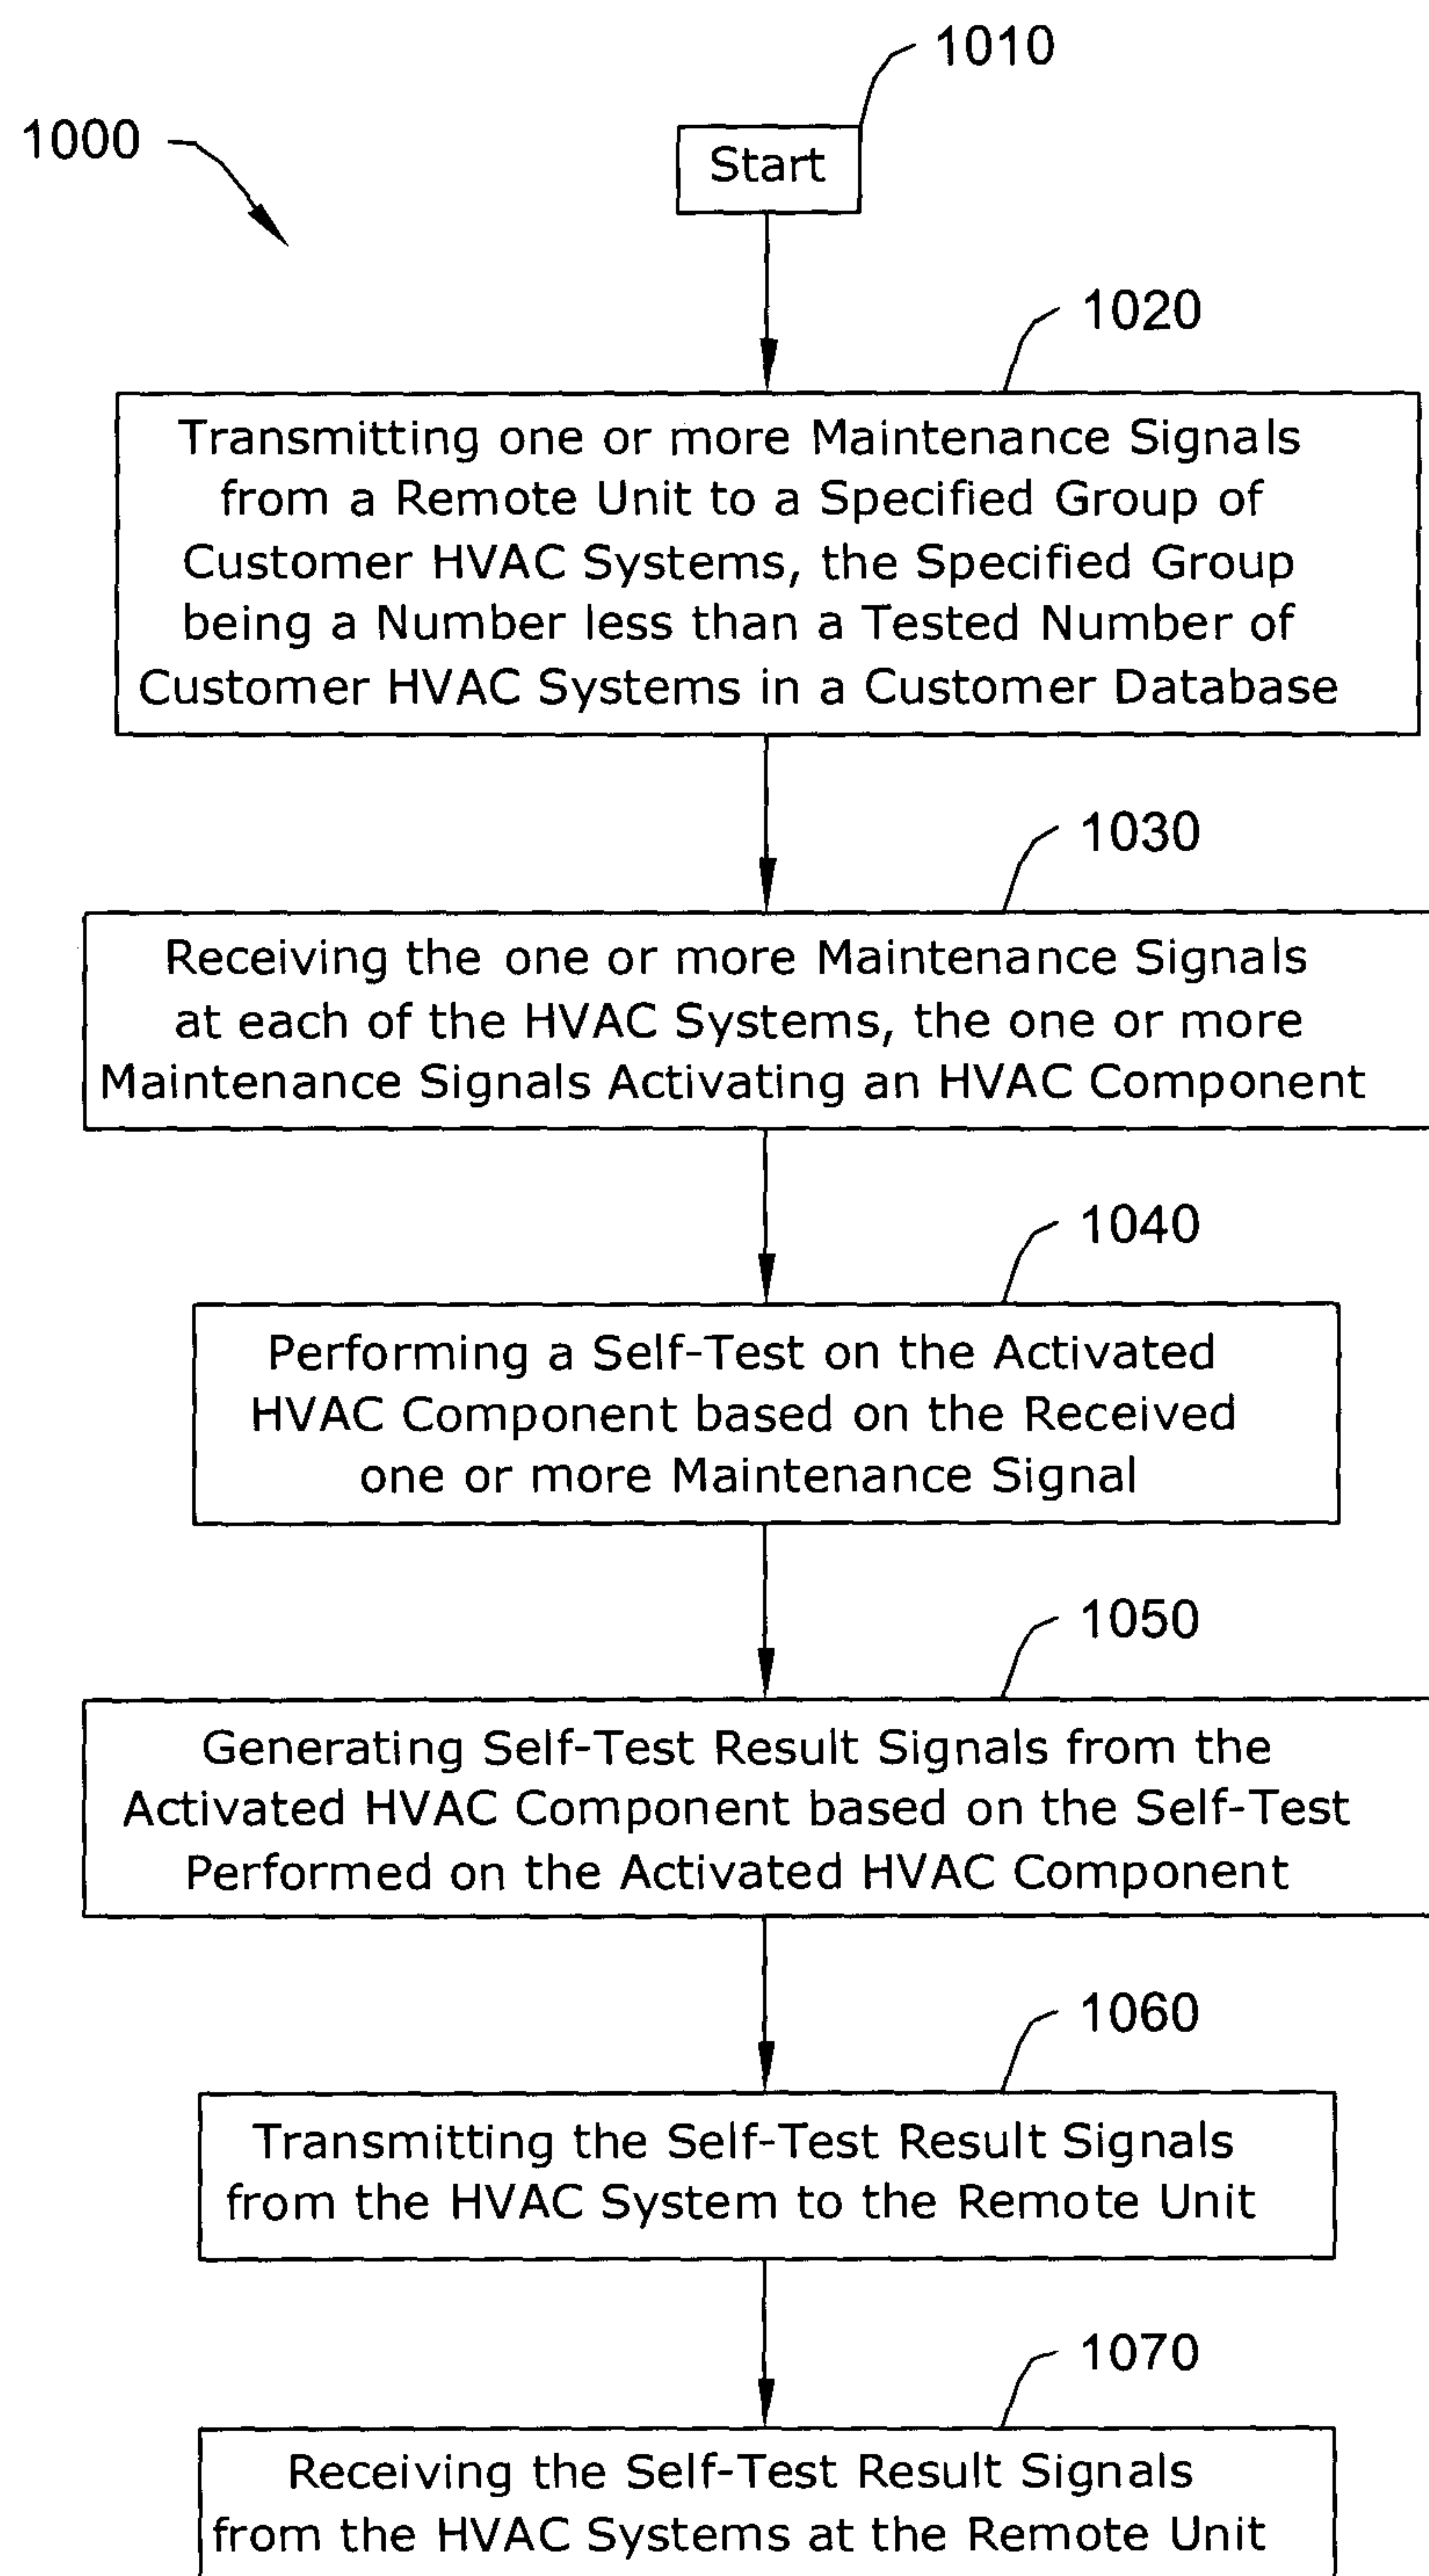 1010
1000
Start
1020
Transmitting one or more Maintenance Signals
from a Remote Unit to a Specified Group of
Customer HVAC Systems, the Specified Group
being a Number less than a Tested Number of
Customer HVAC Systems in a Customer Database
1030
Receiving the one or more Maintenance Signals
at each of the HVAC Systems, the one or more
Maintenance Signals Activating an HVAC Component
1040
Performing a Self-Test on the Activated
HVAC Component based on the Received
one or more Maintenance Signal
1050
Generating Self-Test Result Signals from the
Activated HVAC Component based on the Self-Test
Performed on the Activated HVAC Component
1060
Transmitting the Self-Test Result Signals
from the HVAC System to the Remote Unit
1070
Receiving the Self-Test Result Signals
from the HVAC Systems at the Remote Unit